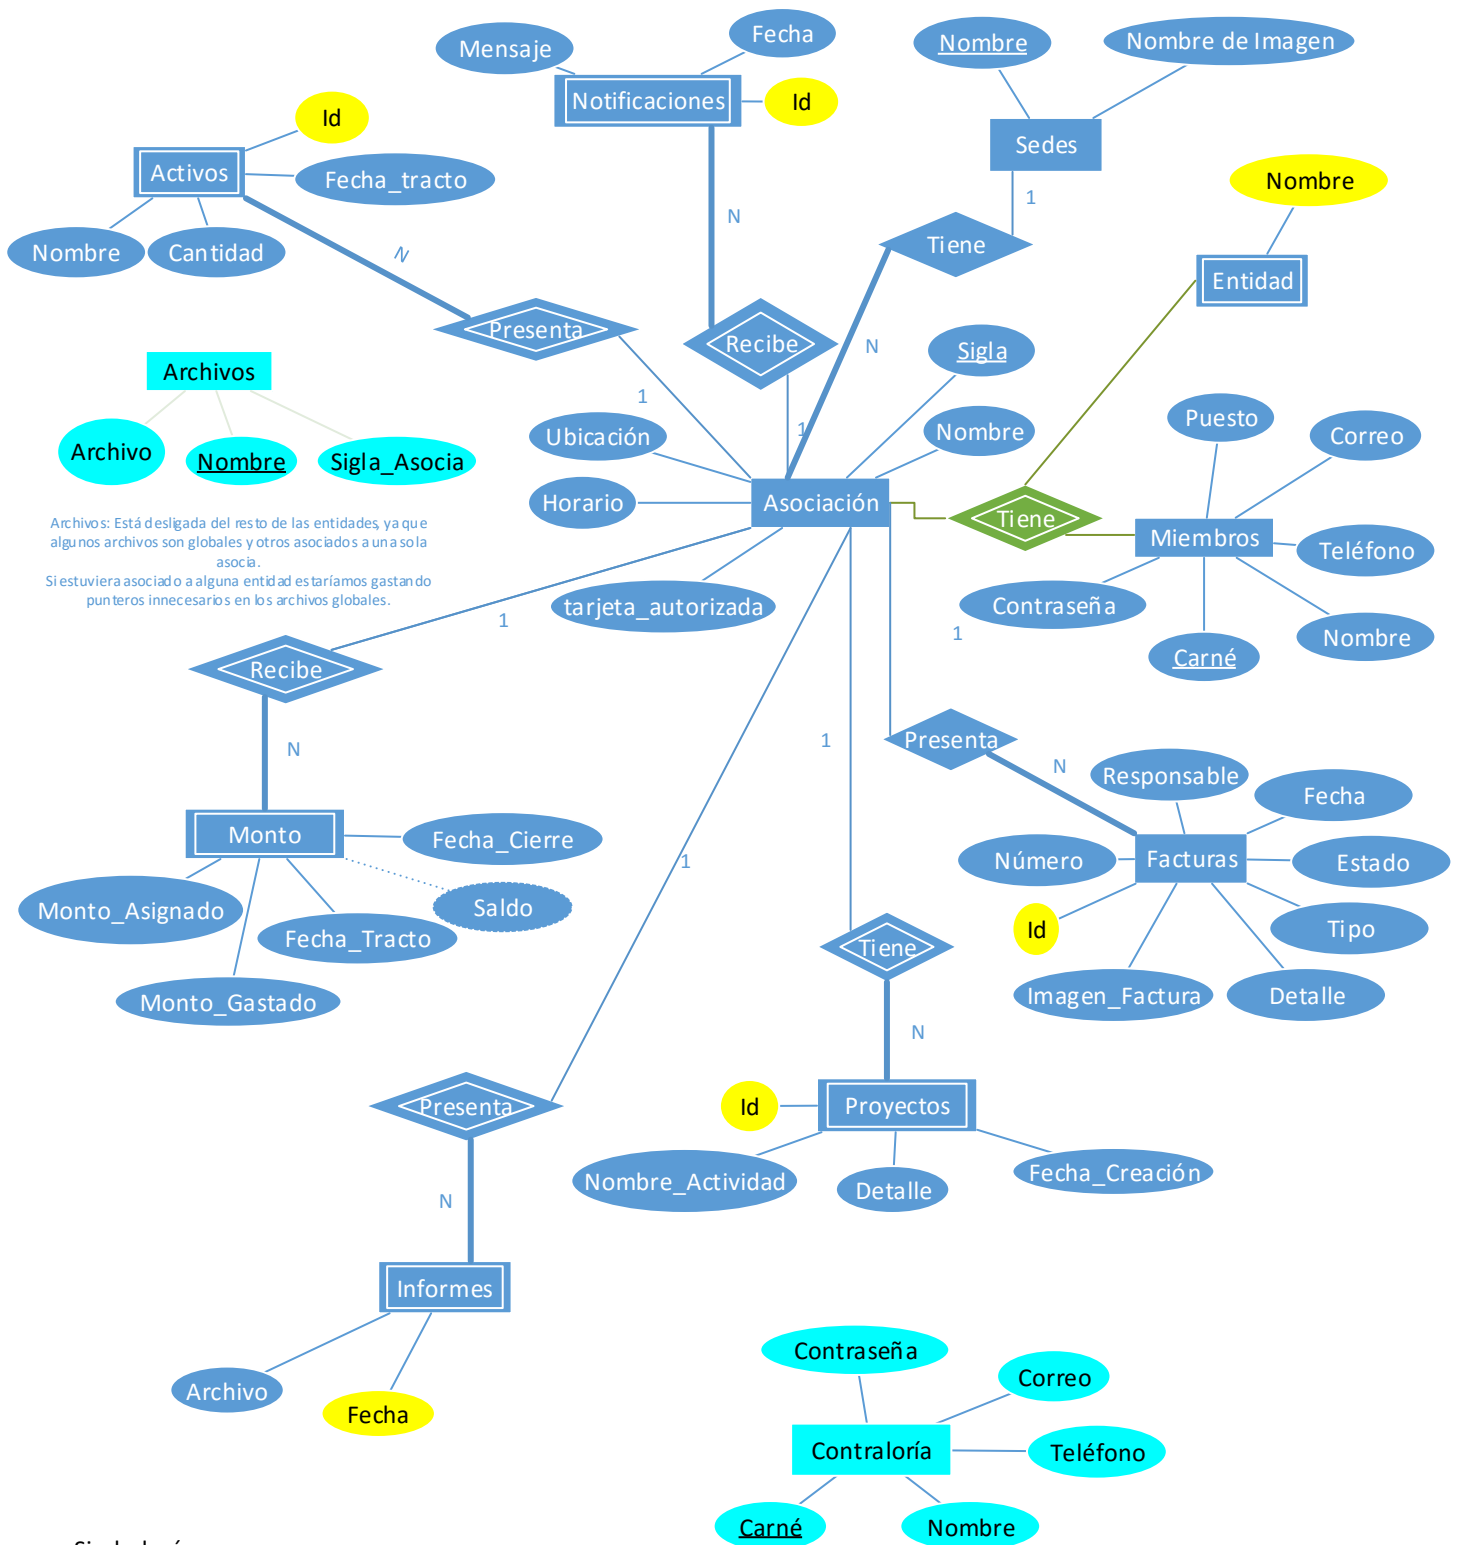 Mensaje
Fecha
Notificaciones
Id
Nombre
Nombre de Imagen
Sedes
1
Id
Activos
Fecha_tracto
Nombre
Cantidad
N
Presenta
1
N
Recibe
1
Tiene
N
Nombre
Entidad
Archivos
Archivo
Nombre
Sigla_Asocia
Archivos: Está desligada del resto de las entidades, ya que
algunos archivos son globales y otros asociados a una sola
asocia.
Si estuviera asociado a alguna entidad estaríamos gastando
punteros innecesarios en los archivos globales.
Sigla
Nombre
Ubicación
Horario
Asociación
tarjeta_autorizada
Tiene
Puesto
Correo
Miembros
Teléfono
Contraseña
Nombre
Carné
1
1
Recibe
N
Monto
Fecha_Cierre
Saldo
Monto_Asignado
Fecha_Tracto
Monto_Gastado
1
1
Presenta
N
Responsable
Fecha
Número
Facturas
Estado
Id
Tipo
Imagen_Factura
Detalle
Tiene
N
Id
Proyectos
Nombre_Actividad
Detalle
Fecha_Creación
Presenta
N
Informes
Archivo
Fecha
Contraseña
Correo
Contraloría
Teléfono
Carné
Nombre